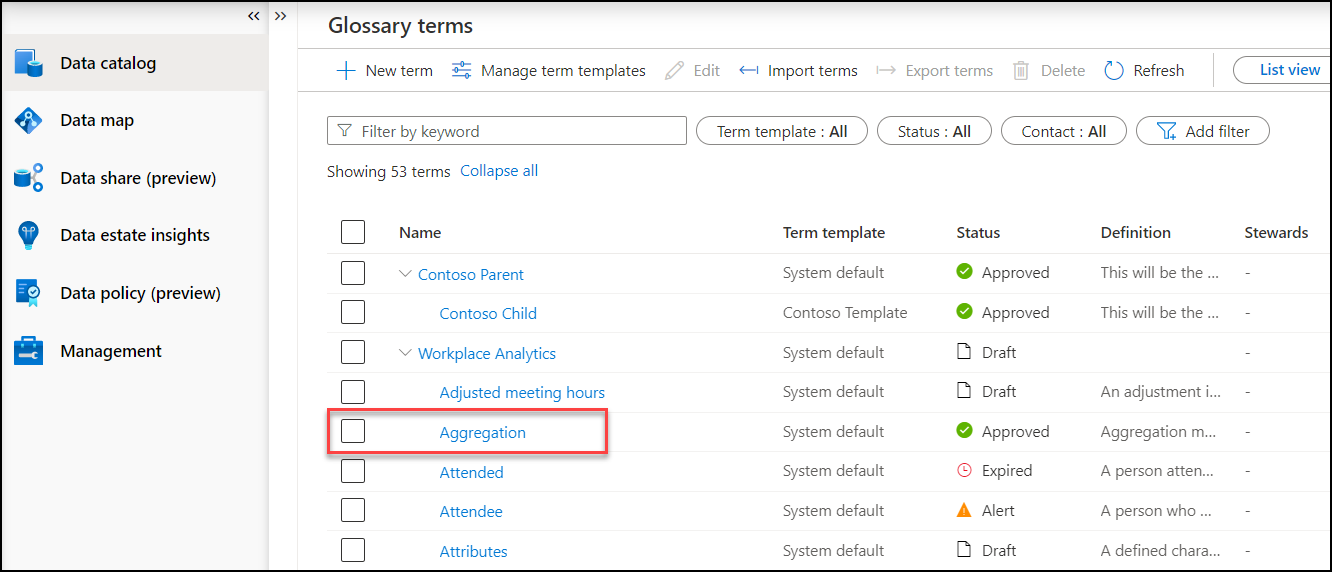 Data catalog
Data map
Data share (preview)
Data estate insights
Data policy (preview)
Management
Glossary terms
New term Manage term templates Edit Import terms Export terms Delete Refresh List view
Filter by keyword Term template : All Status : All Contact : All Add filter
Showing 53 terms Collapse all
Name Term template Status Definition Stewards
Contoso Parent System default Approved This will be the ... -
Contoso Child Contoso Template Approved This will be the ... -
Workplace Analytics System default Draft -
Adjusted meeting hours System default Draft An adjustment i... -
Aggregation System default Approved Aggregation m... -
Attended System default Expired A person atten... -
Attendee System default Alert A person who ... -
Attributes System default Draft A defined chara... -